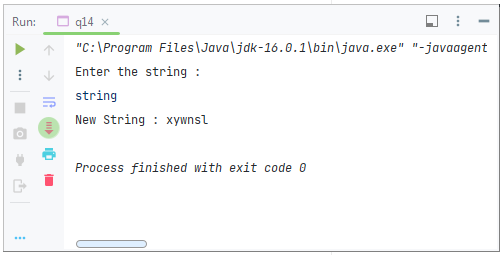 Run: q14
"C:\Program Files\Java\jdk-16.0.1\bin\java.exe" "-javaagent
Enter the string :
string
New String : xywnsl
Process finished with exit code 0